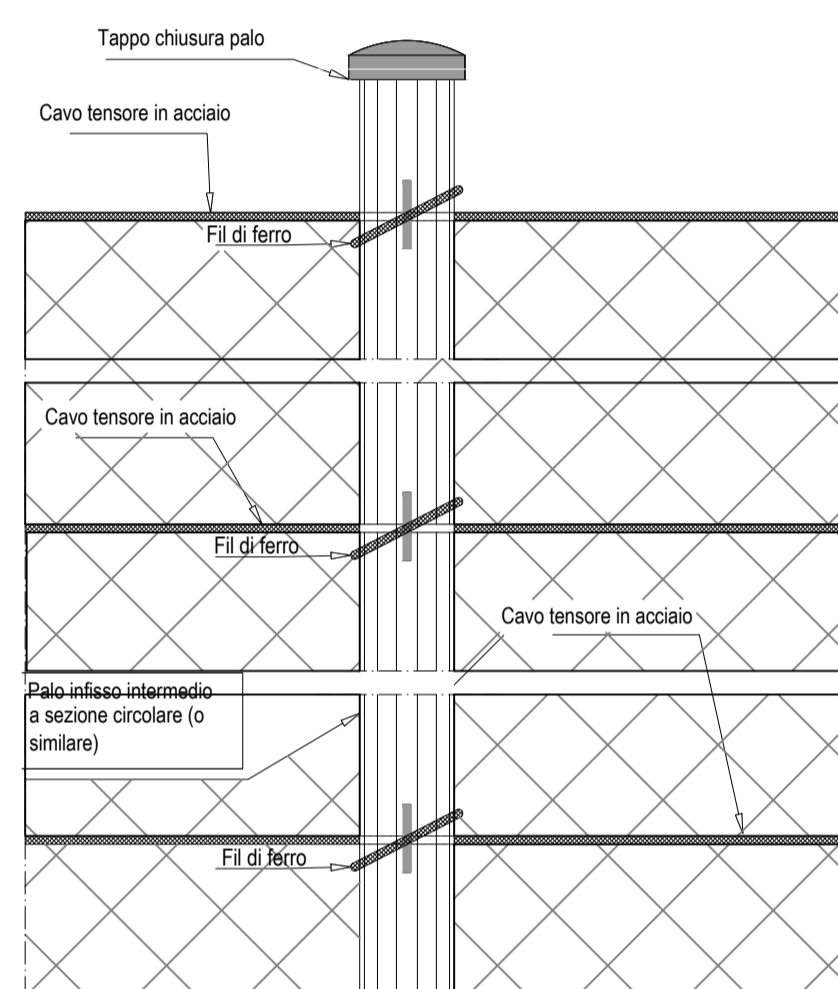 Tappo chiusura palo
Cavo tensore in acciaio
Fil di ferro
Cavo tensore in acciaio
Fil di ferro
Cavo tensore in acciaio
Palo infisso intermedio
a sezione circolare (o
similare)
Fil di ferro